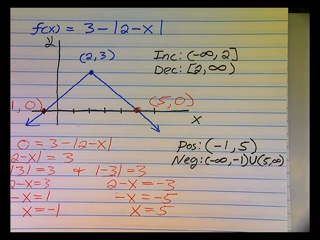 f(x) = 3-|2-x|
y
(2,3)
Inc: (-∞, 2]
Dec: [2, ∞)
1, 0)
(5,0)
x
0 = 3-|2-x|
2-x| = 3
|3|=3 & |-3|=3
2-x=3
2-x=-3
-x=1
-x=-5
x=-1
x=5
Pos: (-1, 5)
Neg: (-∞,-1)U(5,∞)